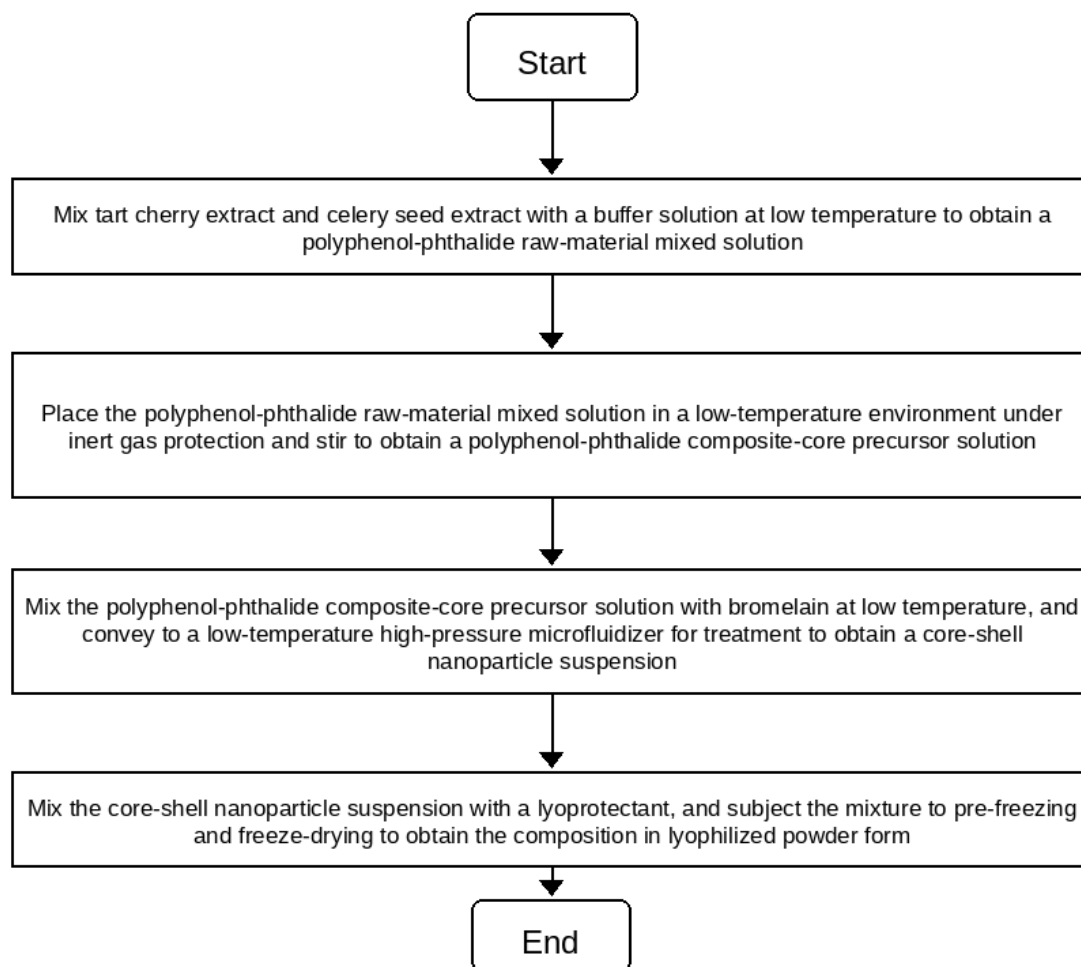 Start
Mix tart cherry extract and celery seed extract with a buffer solution at low temperature to obtain a
polyphenol-phthalide raw-material mixed solution
Place the polyphenol-phthalide raw-material mixed solution in a low-temperature environment under
inert gas protection and stir to obtain a polyphenol-phthalide composite-core precursor solution
Mix the polyphenol-phthalide composite-core precursor solution with bromelain at low temperature, and
convey to a low-temperature high-pressure microfluidizer for treatment to obtain a core-shell
nanoparticle suspension
Mix the core-shell nanoparticle suspension with a lyoprotectant, and subject the mixture to pre-freezing
and freeze-drying to obtain the composition in lyophilized powder form
End